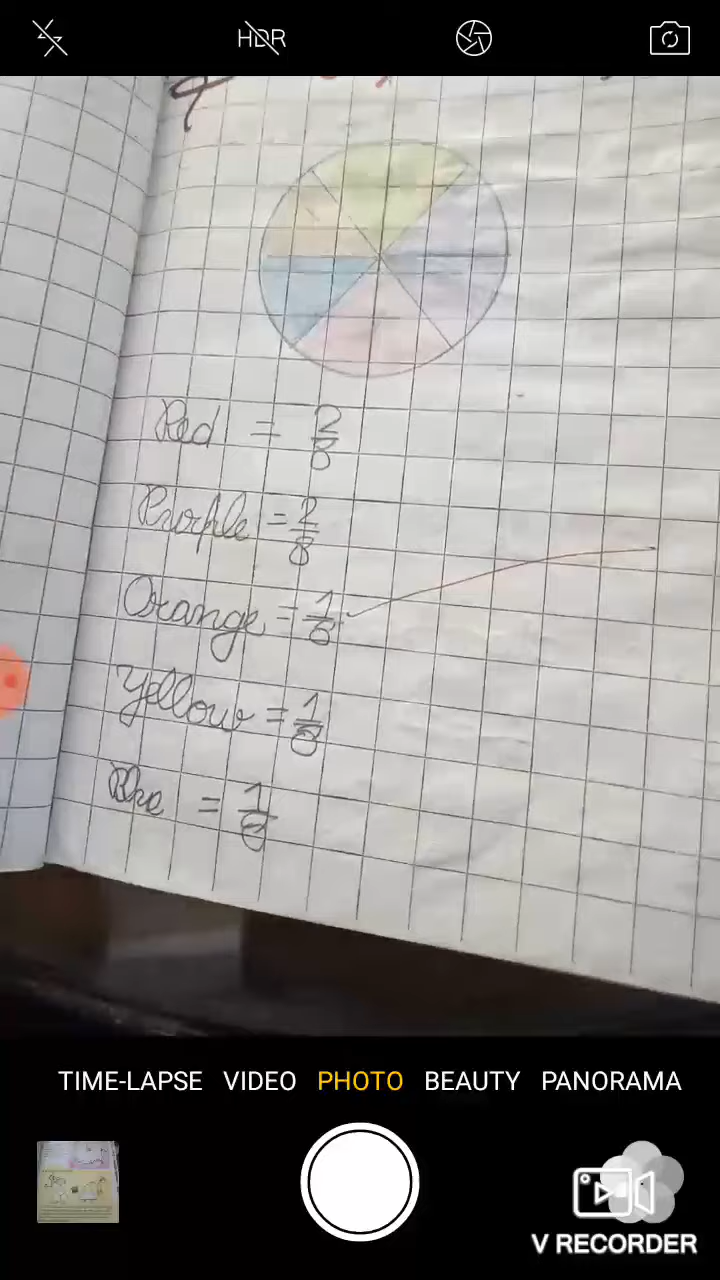 HDR
Red = 2/8
Purple = 2/8
Orange = 1/8
Yellow = 1/8
Blue = 1/8
TIME-LAPSE VIDEO PHOTO BEAUTY PANORAMA
V RECORDER